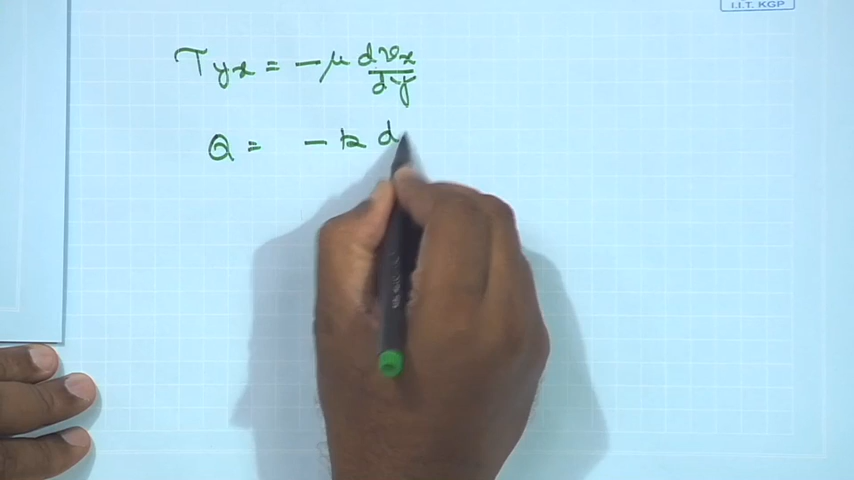 I.I.T. KGP
τyx = −μ dvx/dy
Q = −k d